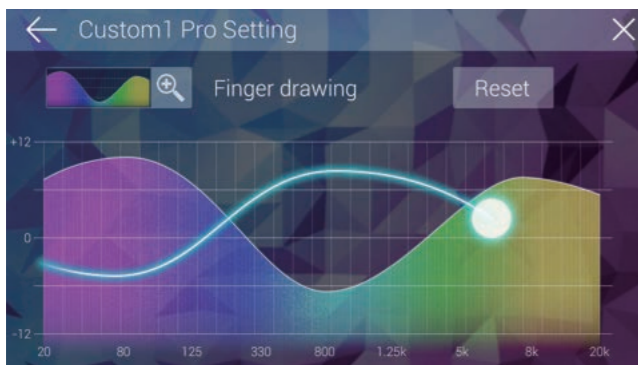 Custom1 Pro Setting
Finger drawing
Reset
+12
0
-12
20 80 125 330 800 1.25k 5k 8k 20k